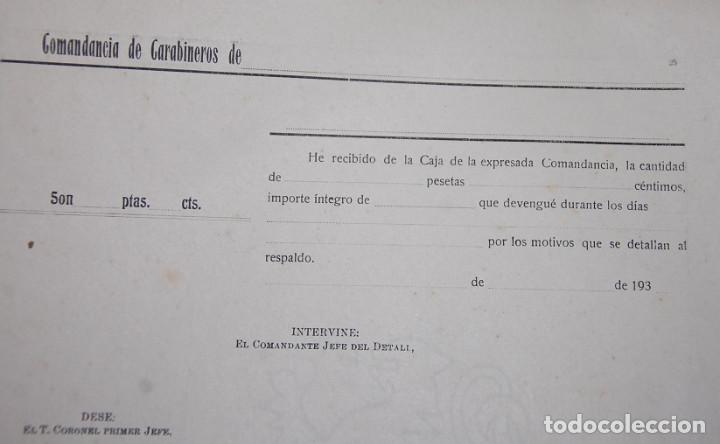 Comandancia de Carabineros de
He recibido de la Caja de la expresada Comandancia, la cantidad
de pesetas céntimos,
Son ptas. cts.
importe íntegro de que devengué durante los días
por los motivos que se detallan al
respaldo.
de de 193
INTERVINE:
EL COMANDANTE JEFE DEL DETALL,
DESE:
EL T. CORONEL PRIMER JEFE,
todocoleccion